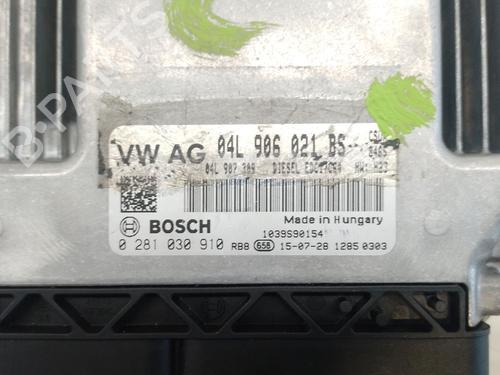 VW AG 04L 906 021 BS
04L 907 309 DIESEL EDC17C64
BOSCH
Made in Hungary
1039S90154
0 281 030 910 RB8 658 15-07-28 1285 0303
B-PARTS